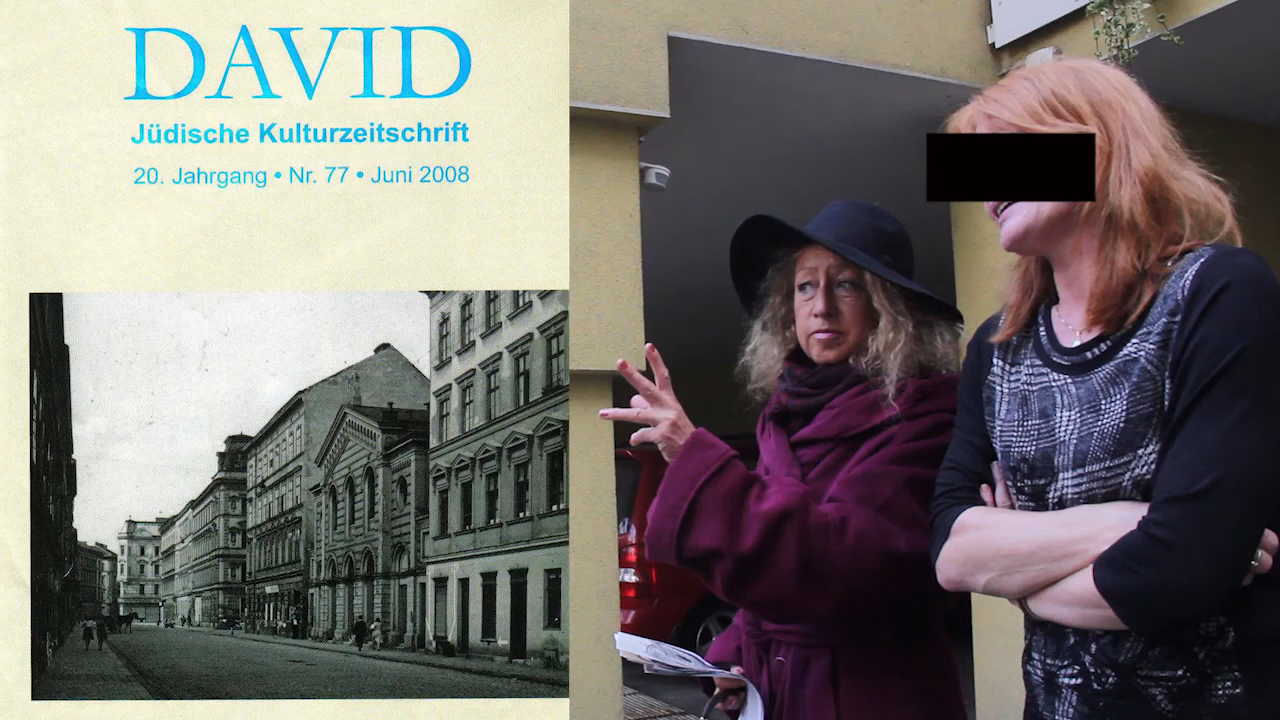 DAVID
Jüdische Kulturzeitschrift
20. Jahrgang • Nr. 77 • Juni 2008